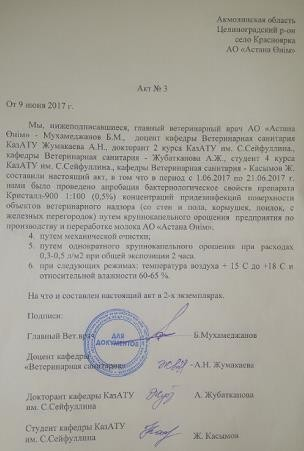 Акмолинская область
Целиноградский р-он
село Красноярка
АО «Астана Өнім»
Акт № 3
От 9 июня 2017 г.
Мы, нижеподписавшиеся, главный ветеринарный врач АО «Астана
Өнім» - Мухамеджанов Б.М., доцент кафедры Ветеринарная санитария
КазАТУ Жумакаева А.Н., докторант 2 курса КазАТУ им. С.Сейфуллина,
кафедры Ветеринарная санитария - Жубатканова А.Ж., студент 4 курса
КазАТУ им. С.Сейфуллина., кафедры Ветеринарная санитария - Касымов Ж.
составили настоящий акт, в том что в период с 1.06.2017 по 21.06.2017 г.
нами было проведено апробация бактериологическое свойств препарата
Кристалл-900 1:100 (0,5%) концентраций придезинфекций поверхности
объектов ветеринарного надзора (со стен и пола, кормушек, поилок, с
железных перегородок) путем крупнокапельного орошения предприятия по
производству и переработке молока АО «Астана Өнім».
4. путем механической очистки;
5. путем однократного крупнокапельного орошения при расходах
0,3-0,5 л/м2 при общей экспозиции 2 часа.
6. при следующих режимах: температура воздуха + 15 С до +18 С и
относительной влажности 60-65 %.
На что и составлен настоящий акт в 2-х экземплярах.
Подписи:
Главный Вет.врач Б.Мухамеджанов
ДЛЯ
ДОКУМЕНТОВ
Доцент кафедры
«Ветеринарная санитария» -А.Н. Жумакаева
Докторант кафедры КазАТУ А. Жубатканова
им. С.Сейфуллина
Студент кафедры КазАТУ
им. С.Сейфуллина Ж. Касымов